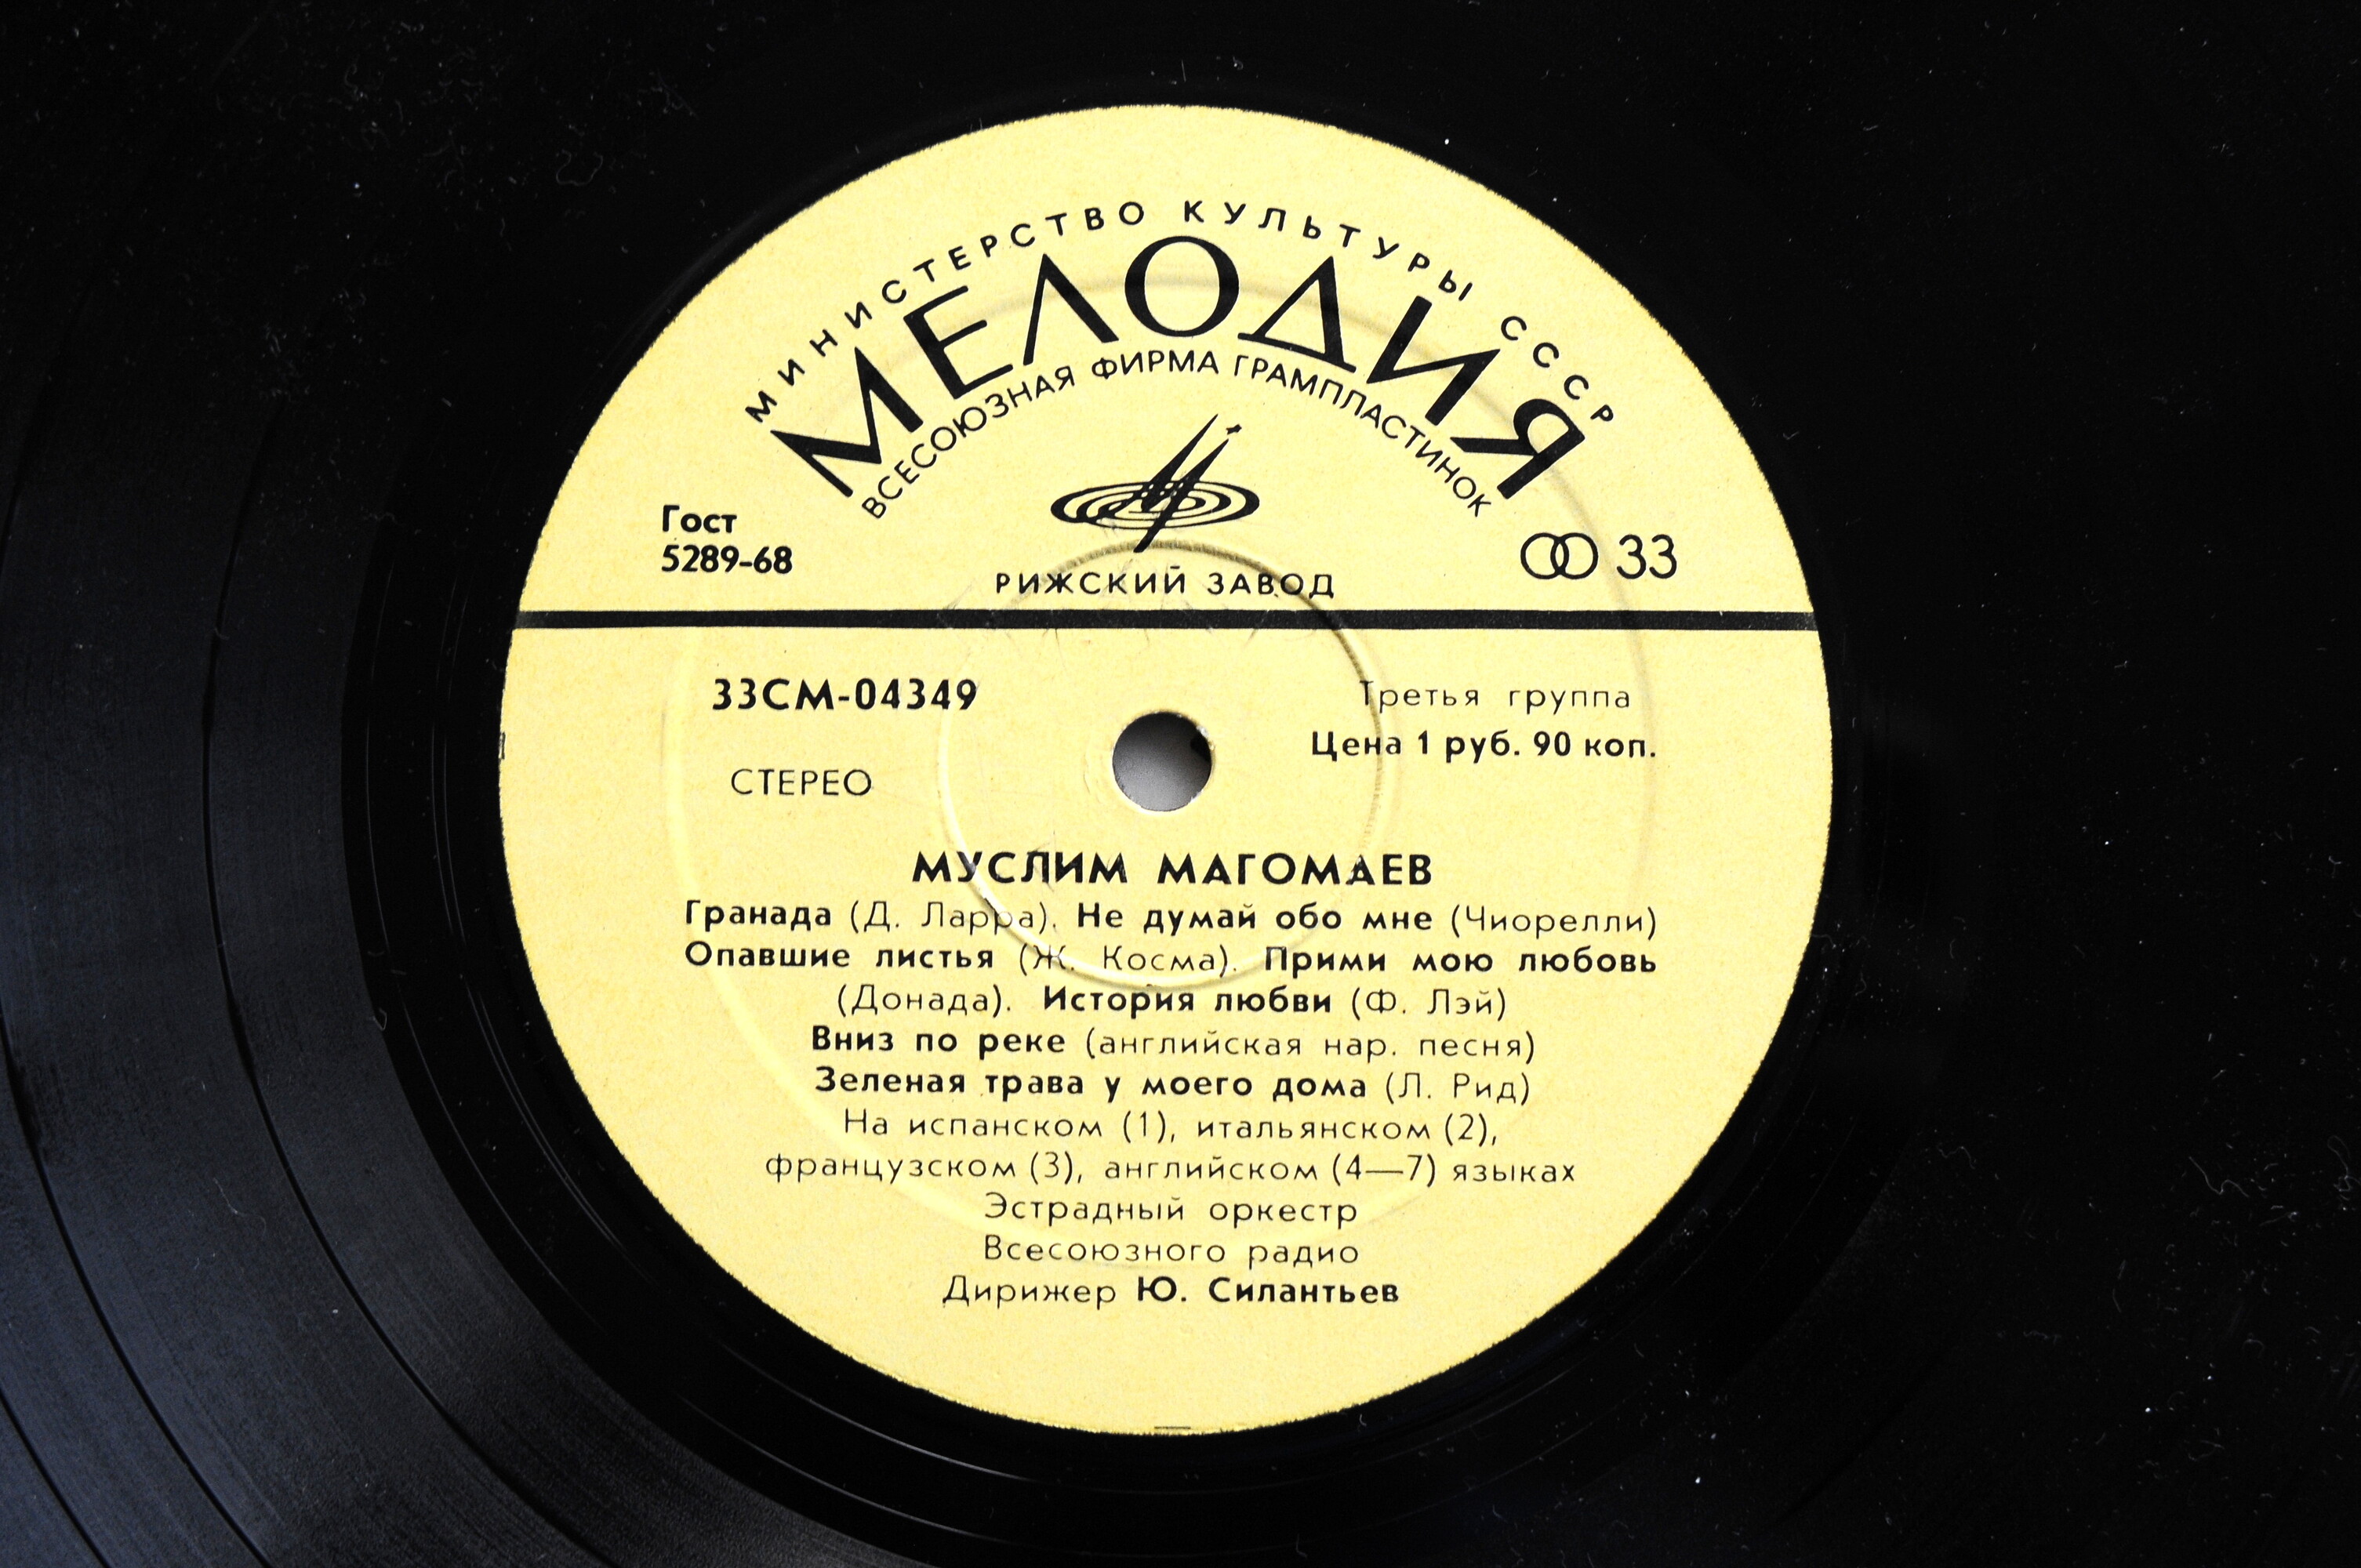 МИНИСТЕРСТВО КУЛЬТУРЫ СССР
МЕЛОДИЯ
ВСЕСОЮЗНАЯ ФИРМА ГРАМПЛАСТИНОК
Гост
5289-68
33
РИЖСКИЙ ЗАВОД
33СМ-04349
Третья группа
Цена 1 руб. 90 коп.
СТЕРЕО
МУСЛИМ МАГОМАЕВ
Гранада (Д. Ларра). Не думай обо мне (Чиорелли)
Опавшие листья (Ж. Косма). Прими мою любовь
(Донада). История любви (Ф. Лэй)
Вниз по реке (английская нар. песня)
Зеленая трава у моего дома (Л. Рид)
На испанском (1), итальянском (2),
французском (3), английском (4—7) языках
Эстрадный оркестр
Всесоюзного радио
Дирижер Ю. Силантьев